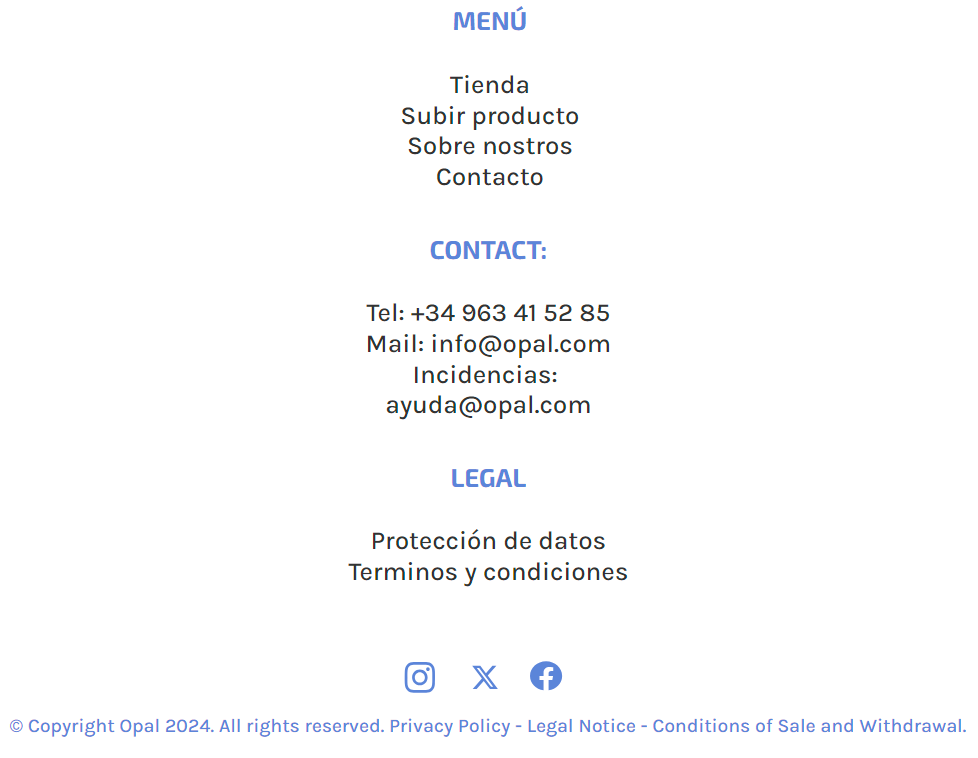 MENÚ
Tienda
Subir producto
Sobre nostros
Contacto
CONTACT:
Tel: +34 963 41 52 85
Mail: info@opal.com
Incidencias:
ayuda@opal.com
LEGAL
Protección de datos
Terminos y condiciones
© Copyright Opal 2024. All rights reserved. Privacy Policy - Legal Notice - Conditions of Sale and Withdrawal.